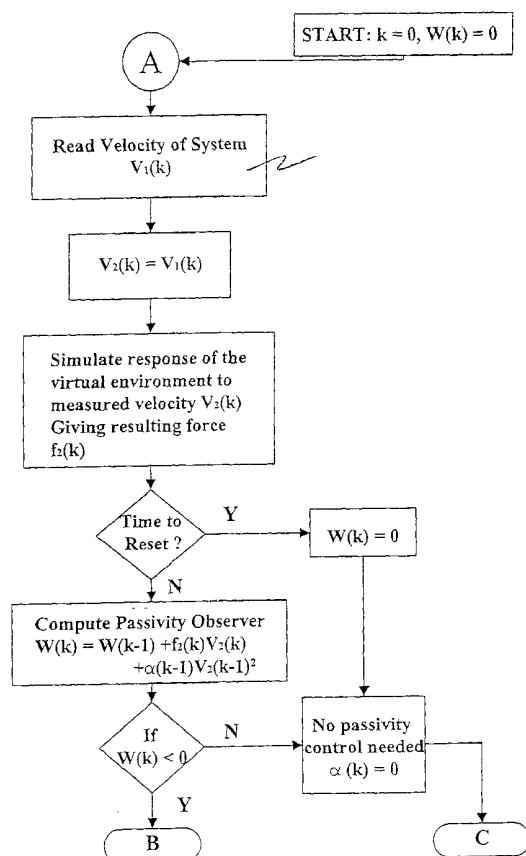 START: k = 0, W(k) = 0
A
Read Velocity of System
V₁(k)
V₂(k) = V₁(k)
Simulate response of the
virtual environment to
measured velocity V₂(k)
Giving resulting force
f₂(k)
Time to
Reset ?
Y
W(k) = 0
N
Compute Passivity Observer
W(k) = W(k-1) +f₂(k)V₂(k)
+α(k-1)V₂(k-1)²
If
W(k) < 0
N
No passivity
control needed
α (k) = 0
Y
B
C